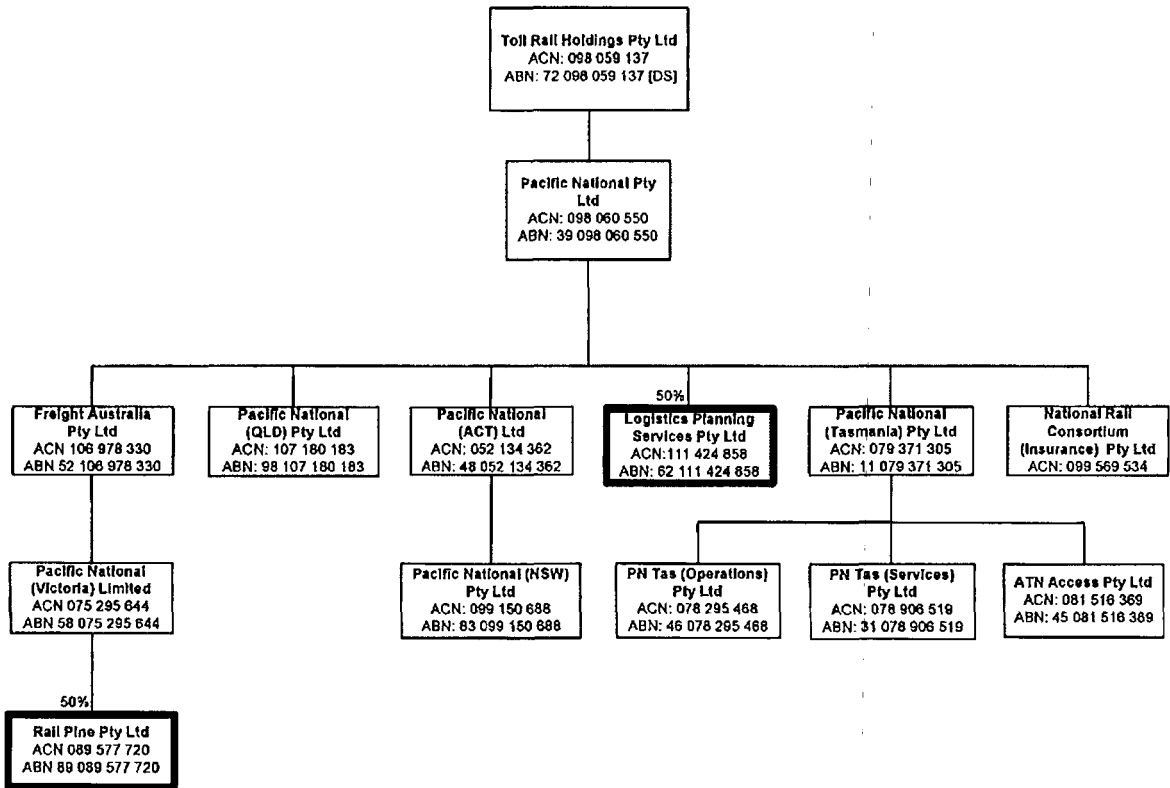 Toll Rail Holdings Pty Ltd
ACN: 098 059 137
ABN: 72 098 059 137 [DS]
Pacific National Pty
Ltd
ACN: 098 060 550
ABN: 39 098 060 550
Freight Australia
Pty Ltd
ACN 106 978 330
ABN 52 106 978 330
Pacific National
(QLD) Pty Ltd
ACN: 107 180 183
ABN: 98 107 180 183
Pacific National
(ACT) Ltd
ACN: 052 134 362
ABN: 48 052 134 362
50%
Logistics Planning
Services Pty Ltd
ACN:111 424 858
ABN: 62 111 424 858
Pacific National
(Tasmania) Pty Ltd
ACN: 079 371 305
ABN: 11 079 371 305
National Rail
Consortium
(Insurance) Pty Ltd
ACN: 099 569 534
Pacific National
(Victoria) Limited
ACN 075 295 644
ABN 58 075 295 644
Pacific National (NSW)
Pty Ltd
ACN: 099 150 688
ABN: 83 099 150 688
PN Tas (Operations)
Pty Ltd
ACN: 078 295 468
ABN: 46 078 295 468
PN Tas (Services)
Pty Ltd
ACN: 078 906 519
ABN: 31 078 906 519
ATN Access Pty Ltd
ACN: 081 516 369
ABN: 45 081 516 369
50%
Rail Pine Pty Ltd
ACN 089 577 720
ABN 89 089 577 720